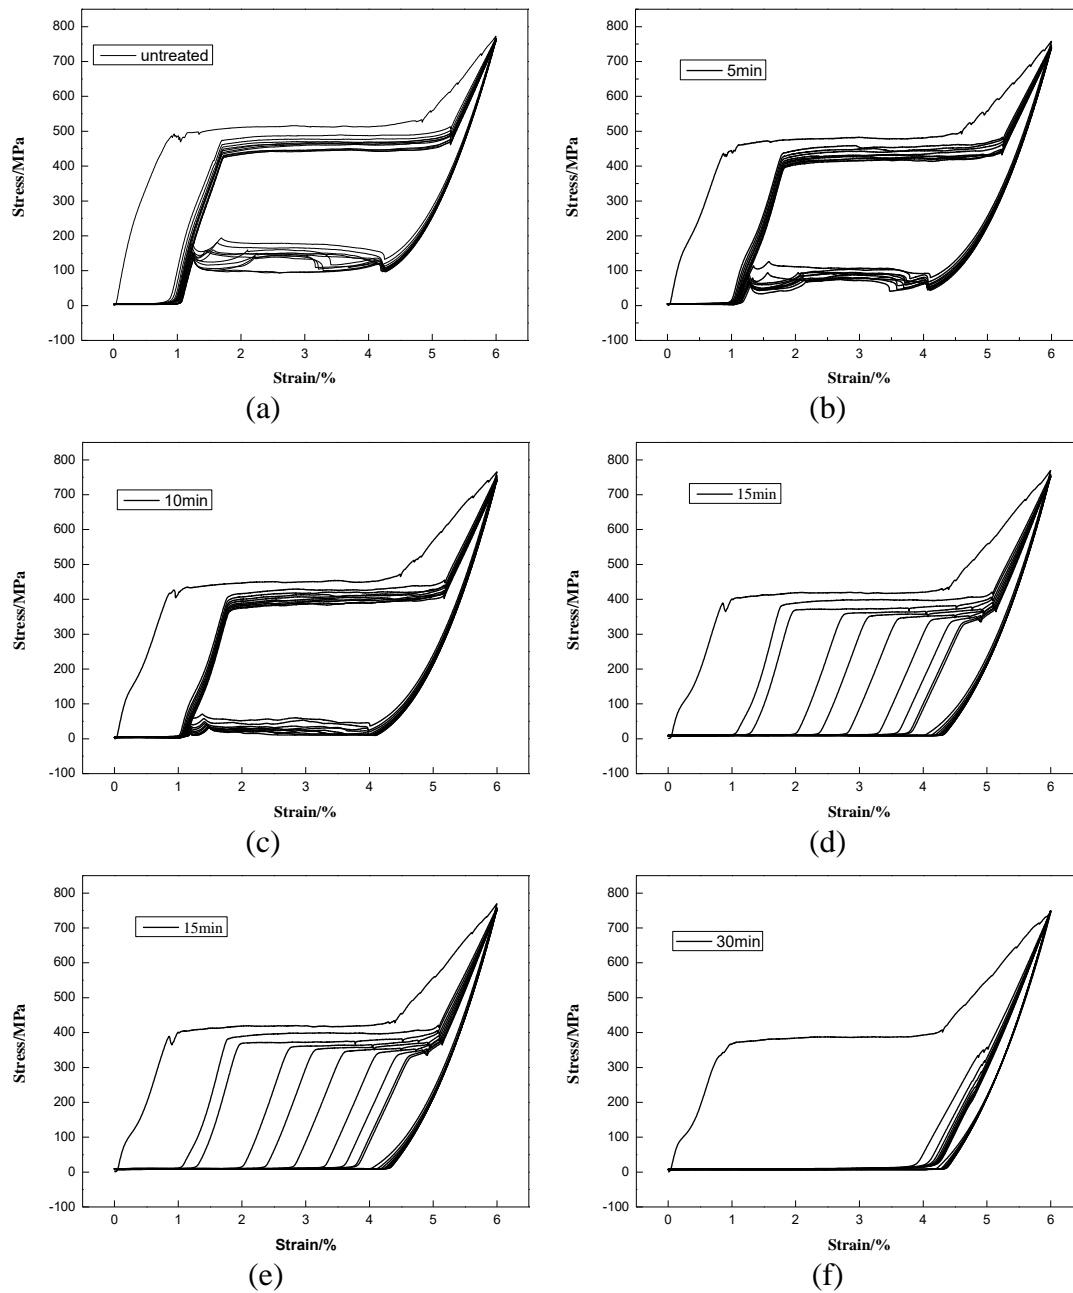 800
700
600
500
400
300
200
100
0
-100
Stress/MPa
untreated
0 1 2 3 4 5 6
Strain/%
(a)
800
700
600
500
400
300
200
100
0
-100
Stress/MPa
5min
0 1 2 3 4 5 6
Strain/%
(b)
800
700
600
500
400
300
200
100
0
-100
Stress/MPa
10min
0 1 2 3 4 5 6
Strain/%
(c)
800
700
600
500
400
300
200
100
0
-100
Stress/MPa
15min
0 1 2 3 4 5 6
Strain/%
(d)
800
700
600
500
400
300
200
100
0
-100
Stress/MPa
15min
0 1 2 3 4 5 6
Strain/%
(e)
800
700
600
500
400
300
200
100
0
-100
Stress/MPa
30min
0 1 2 3 4 5 6
Strain/%
(f)